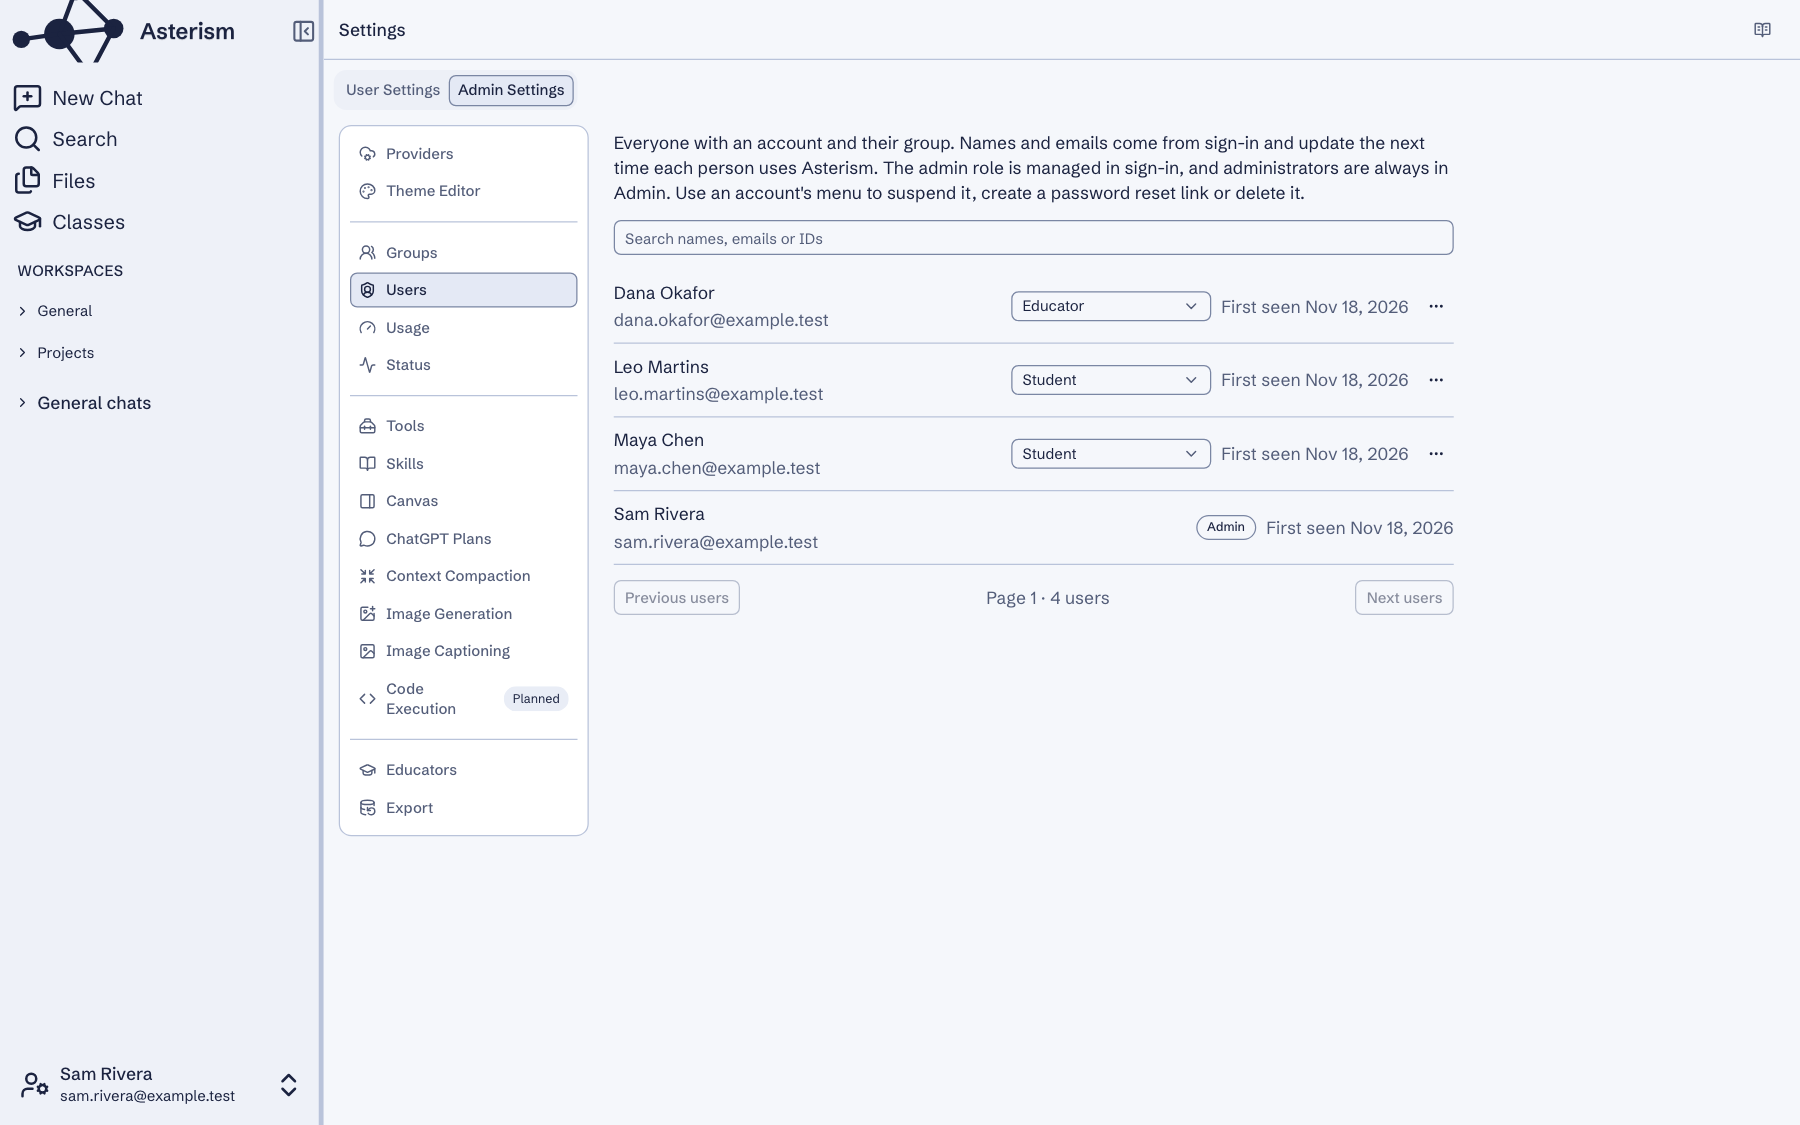 Asterism
New Chat
Search
Files
Classes
WORKSPACES
General
Projects
General chats
Sam Rivera
sam.rivera@example.test
Settings
User Settings
Admin Settings
Providers
Theme Editor
Groups
Users
Usage
Status
Tools
Skills
Canvas
ChatGPT Plans
Context Compaction
Image Generation
Image Captioning
Code
Execution
Planned
Educators
Export
Everyone with an account and their group. Names and emails come from sign-in and update the next
time each person uses Asterism. The admin role is managed in sign-in, and administrators are always in
Admin. Use an account's menu to suspend it, create a password reset link or delete it.
Search names, emails or IDs
Dana Okafor
dana.okafor@example.test
Educator
First seen Nov 18, 2026
Leo Martins
leo.martins@example.test
Student
First seen Nov 18, 2026
Maya Chen
maya.chen@example.test
Student
First seen Nov 18, 2026
Sam Rivera
sam.rivera@example.test
Admin
First seen Nov 18, 2026
Previous users
Page 1 · 4 users
Next users